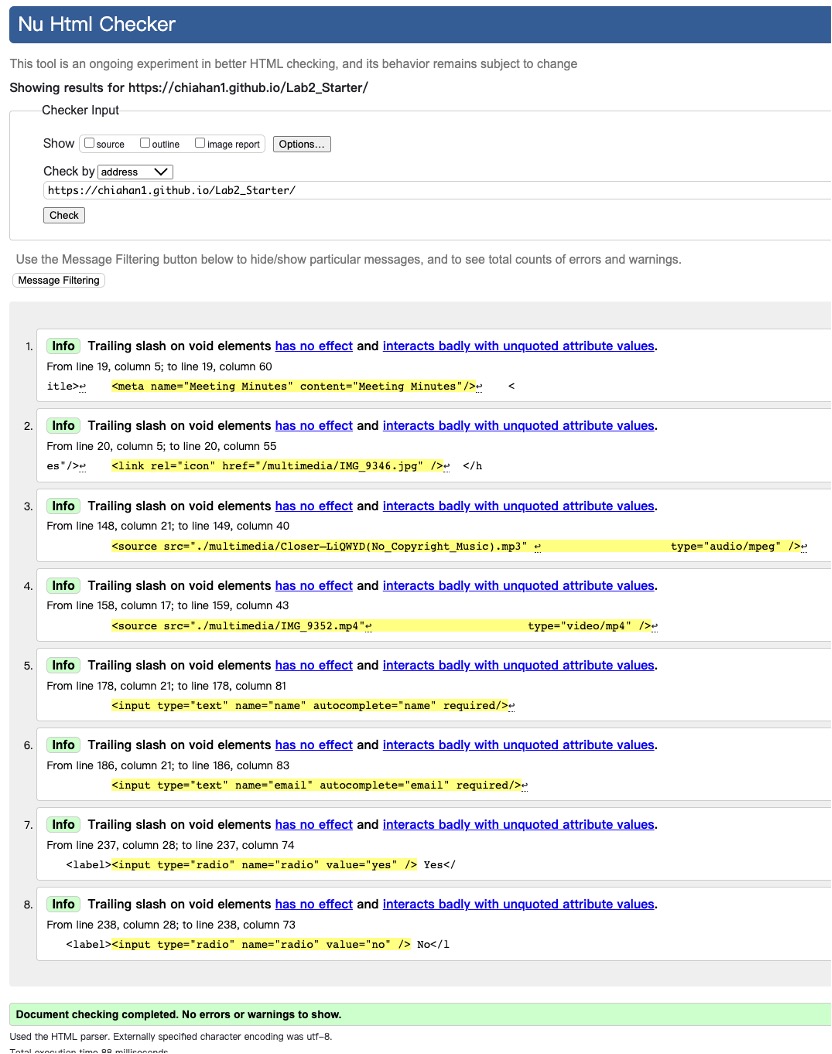 Nu Html Checker
This tool is an ongoing experiment in better HTML checking, and its behavior remains subject to change
Showing results for https://chiahan1.github.io/Lab2_Starter/
Checker Input
Show source outline image report Options...
Check by address
https://chiahan1.github.io/Lab2_Starter/
Check
Use the Message Filtering button below to hide/show particular messages, and to see total counts of errors and warnings.
Message Filtering
1. Info Trailing slash on void elements has no effect and interacts badly with unquoted attribute values.
From line 19, column 5; to line 19, column 60
itle>↩ <meta name="Meeting Minutes" content="Meeting Minutes"/>↩ <
2. Info Trailing slash on void elements has no effect and interacts badly with unquoted attribute values.
From line 20, column 5; to line 20, column 55
es"/>↩ <link rel="icon" href="/multimedia/IMG_9346.jpg" />↩ </h
3. Info Trailing slash on void elements has no effect and interacts badly with unquoted attribute values.
From line 148, column 21; to line 149, column 40
<source src="./multimedia/Closer–LiQWYD(No_Copyright_Music).mp3" ↩ type="audio/mpeg" />↩
4. Info Trailing slash on void elements has no effect and interacts badly with unquoted attribute values.
From line 158, column 17; to line 159, column 43
<source src="./multimedia/IMG_9352.mp4"↩ type="video/mp4" />↩
5. Info Trailing slash on void elements has no effect and interacts badly with unquoted attribute values.
From line 178, column 21; to line 178, column 81
<input type="text" name="name" autocomplete="name" required/>↩
6. Info Trailing slash on void elements has no effect and interacts badly with unquoted attribute values.
From line 186, column 21; to line 186, column 83
<input type="text" name="email" autocomplete="email" required/>↩
7. Info Trailing slash on void elements has no effect and interacts badly with unquoted attribute values.
From line 237, column 28; to line 237, column 74
<label><input type="radio" name="radio" value="yes" /> Yes</
8. Info Trailing slash on void elements has no effect and interacts badly with unquoted attribute values.
From line 238, column 28; to line 238, column 73
<label><input type="radio" name="radio" value="no" /> No</l
Document checking completed. No errors or warnings to show.
Used the HTML parser. Externally specified character encoding was utf-8.
Total execution time 88 milliseconds.